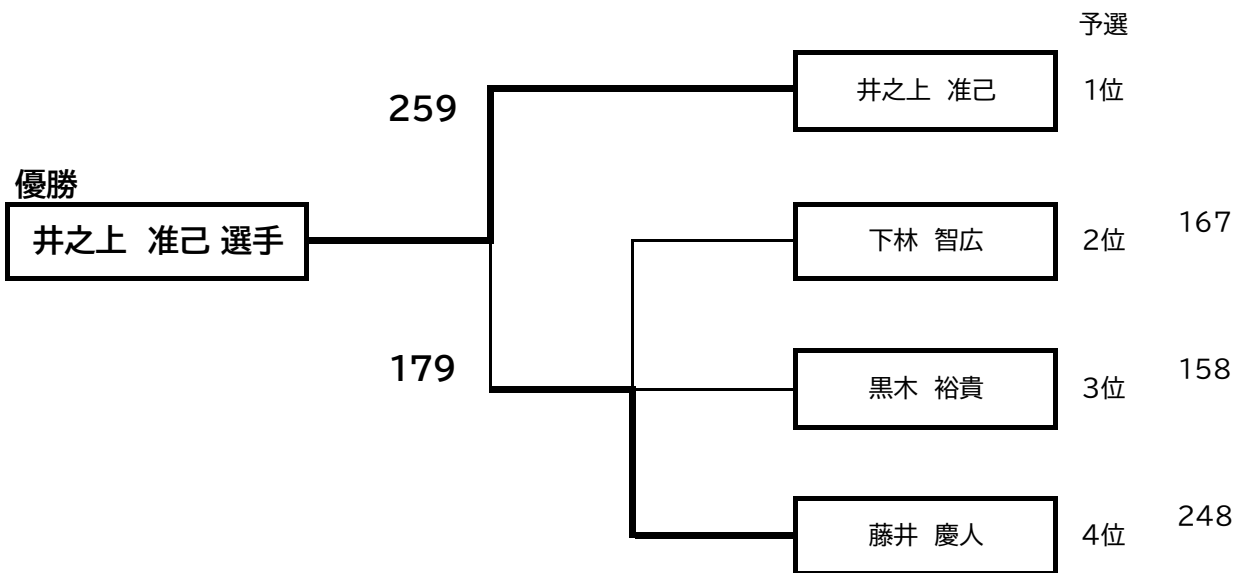 予選
井之上 准己 1位
259
優勝
井之上 准己 選手
下林 智広 2位 167
179
黒木 裕貴 3位 158
藤井 慶人 4位 248